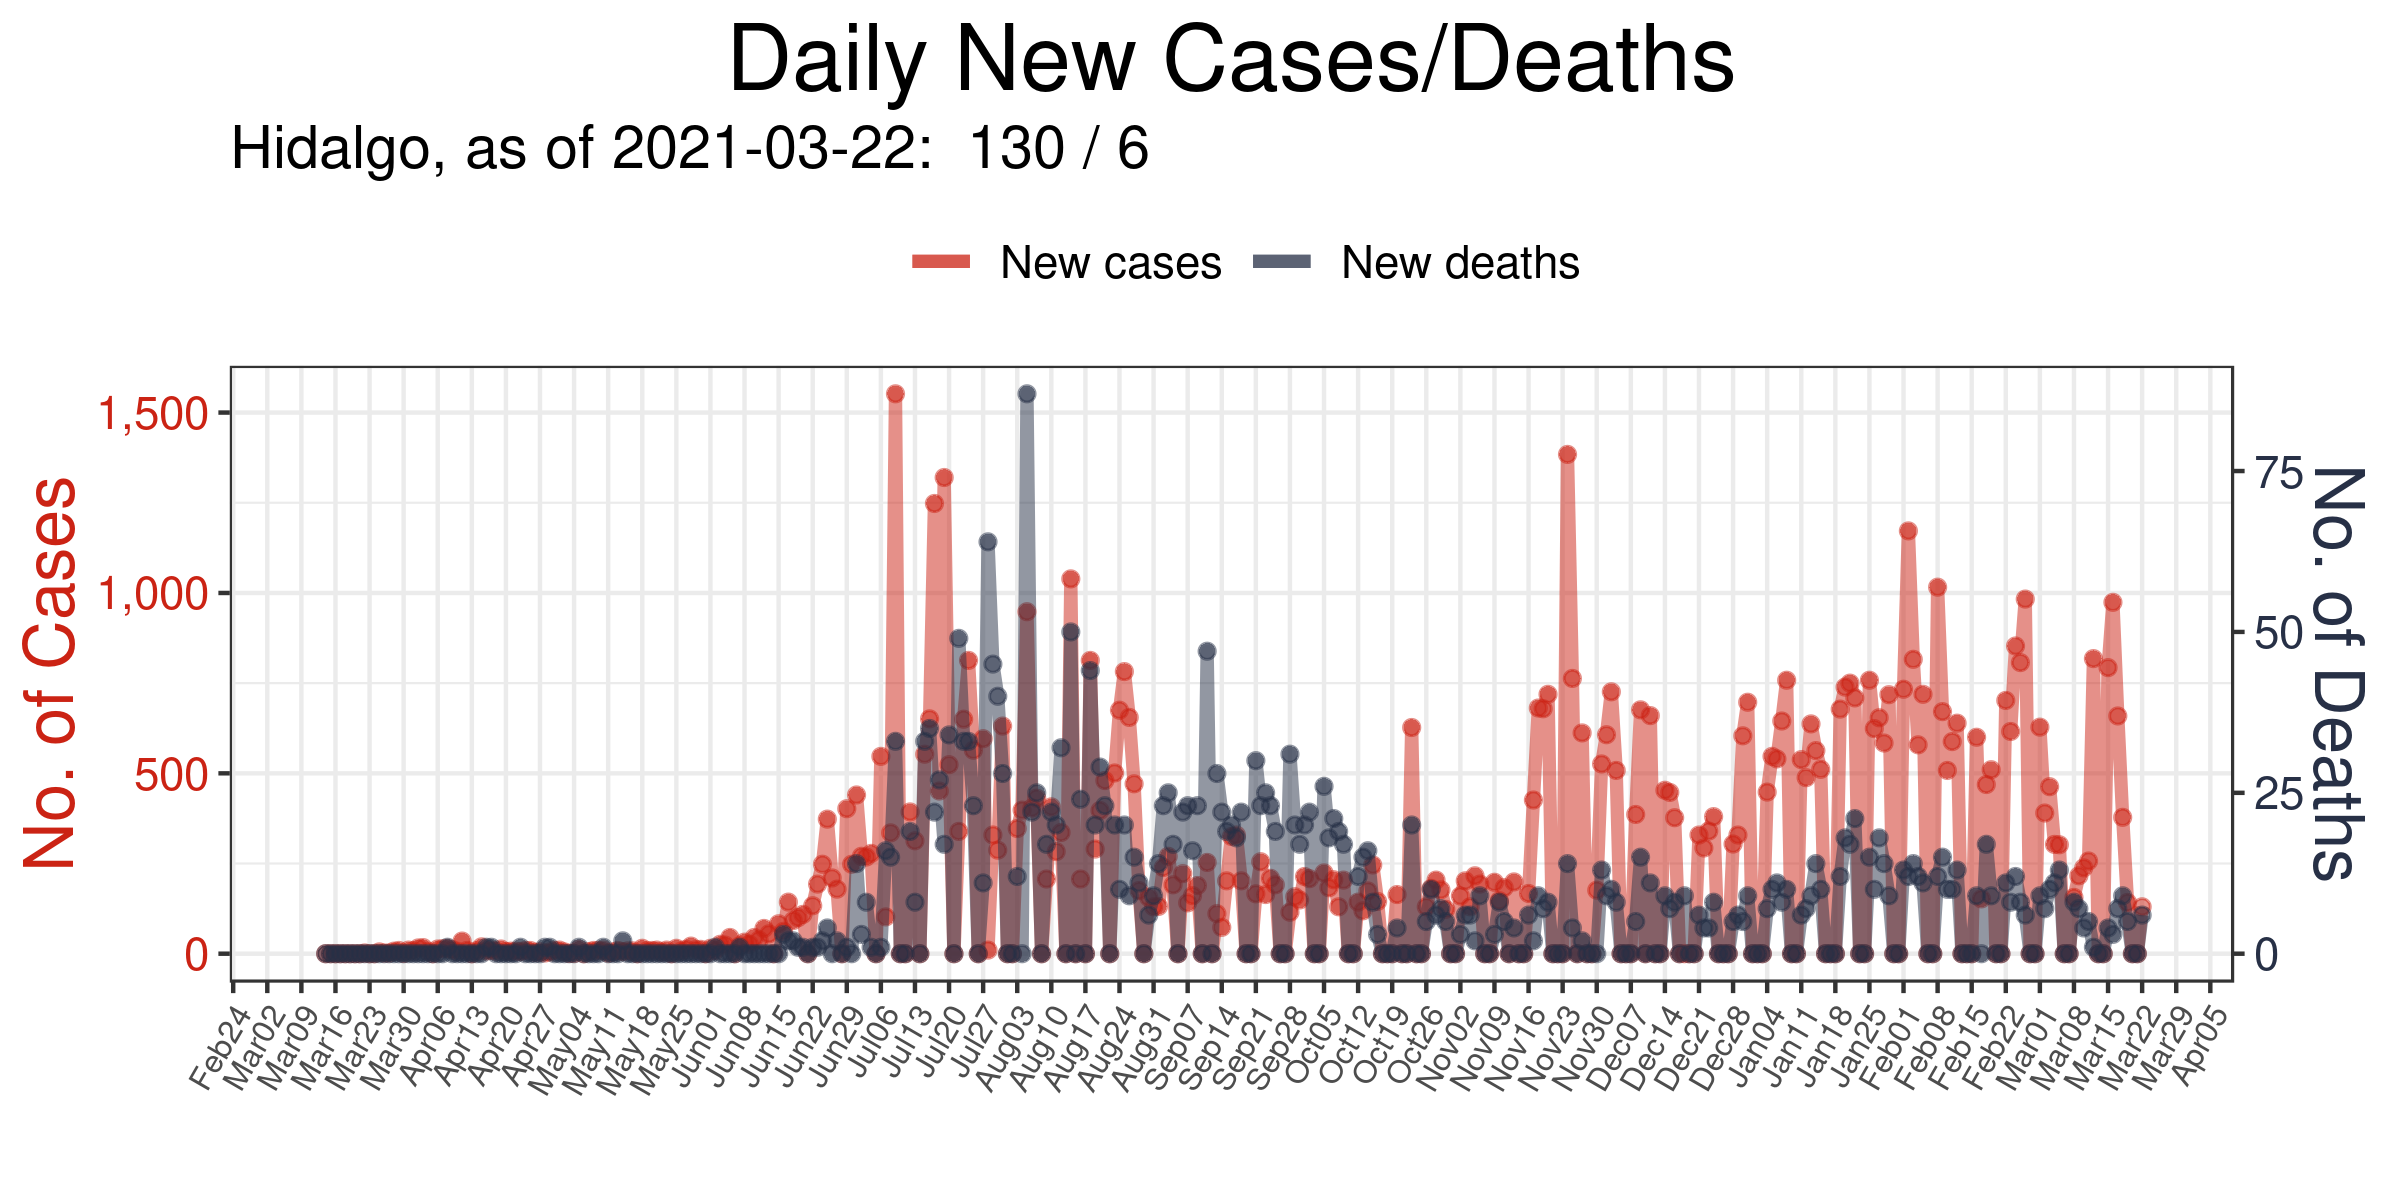 Daily New Cases/Deaths
Hidalgo, as of 2021-03-22:  130 / 6
New cases
New deaths
No. of Cases
1,500
1,000
500
0
75
50
25
0
No. of Deaths
Feb24
Mar02
Mar09
Mar16
Mar23
Mar30
Apr06
Apr13
Apr20
Apr27
May04
May11
May18
May25
Jun01
Jun08
Jun15
Jun22
Jun29
Jul06
Jul13
Jul20
Jul27
Aug03
Aug10
Aug17
Aug24
Aug31
Sep07
Sep14
Sep21
Sep28
Oct05
Oct12
Oct19
Oct26
Nov02
Nov09
Nov16
Nov23
Nov30
Dec07
Dec14
Dec21
Dec28
Jan04
Jan11
Jan18
Jan25
Feb01
Feb08
Feb15
Feb22
Mar01
Mar08
Mar15
Mar22
Mar29
Apr05